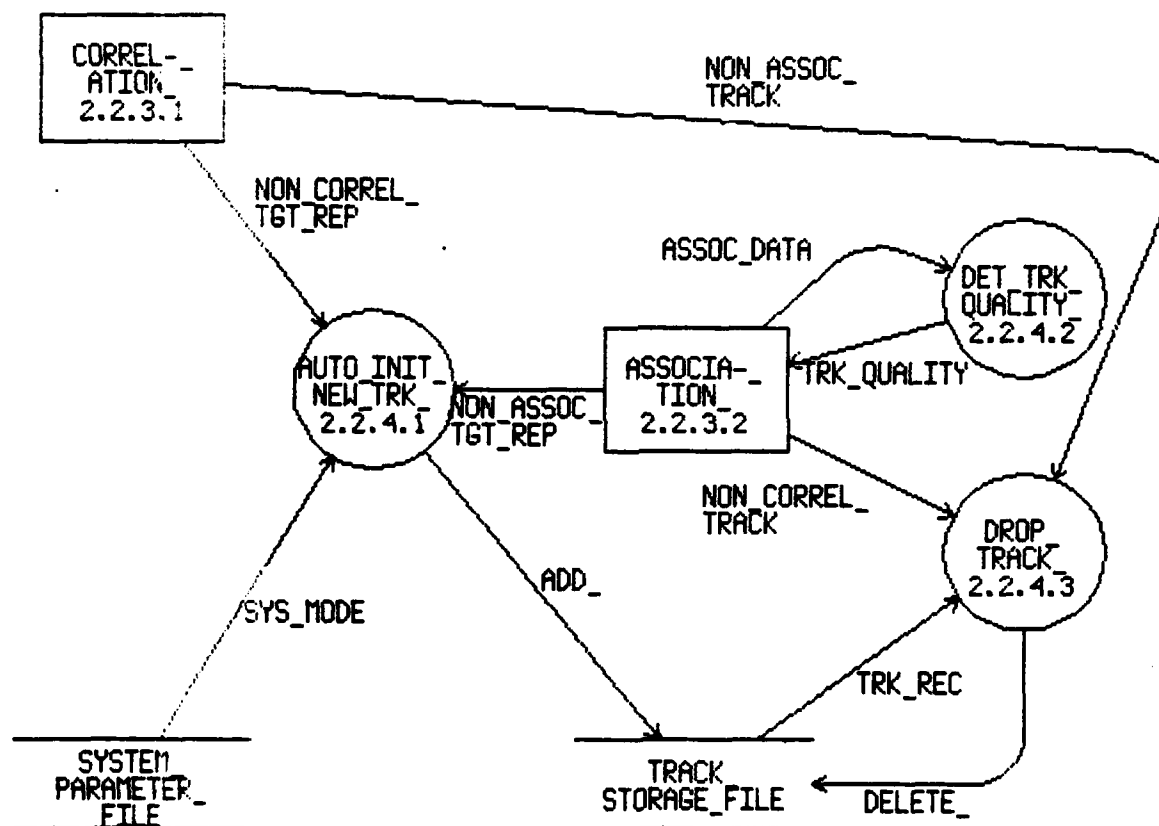 CORREL-_
ATION_
2.2.3.1
NON_ASSOC_
TRACK
NON_CORREL_
TGT_REP
ASSOC_DATA
DET_TRK_
QUALITY_
2.2.4.2
AUTO_INIT_
NEW_TRK_
2.2.4.1
NON_ASSOC_
TGT_REP
ASSOCIA-_
TION_
2.2.3.2
TRK_QUALITY
NON_CORREL_
TRACK
DROP_
TRACK_
2.2.4.3
SYS_MODE
ADD_
TRK_REC
SYSTEM_
PARAMETER_
FILE
TRACK
STORAGE_FILE
DELETE_